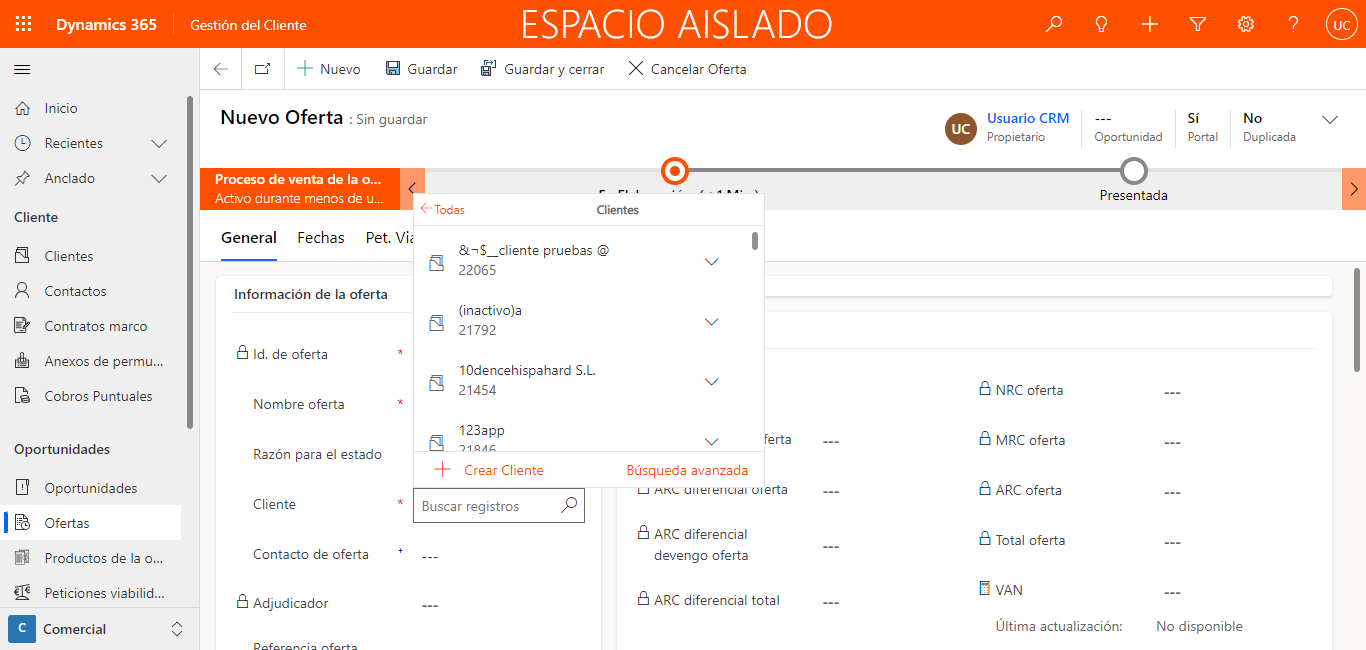 Dynamics 365
Gestión del Cliente
ESPACIO AISLADO
UC
Nuevo
Guardar
Guardar y cerrar
Cancelar Oferta
Inicio
Recientes
Anclado
Cliente
Clientes
Contactos
Contratos marco
Anexos de permu...
Cobros Puntuales
Oportunidades
Oportunidades
Ofertas
Productos de la o...
Peticiones viabilid...
C Comercial
Nuevo Oferta : Sin guardar
UC
Usuario CRM
Propietario
---
Oportunidad
Sí
Portal
No
Duplicada
Proceso de venta de la o...
Activo durante menos de u...
Presentada
General
Fechas
Pet. Via
Todas
Clientes
&¬$__cliente pruebas @
22065
(inactivo)a
21792
10dencehispahard S.L.
21454
123app
21846
Crear Cliente
Búsqueda avanzada
Buscar registros
Información de la oferta
Id. de oferta *
Nombre oferta *
Razón para el estado
Cliente *
Contacto de oferta + ---
Adjudicador ---
Referencia oferta
ferta ---
ARC diferencial oferta ---
ARC diferencial
devengo oferta ---
ARC diferencial total ---
NRC oferta ---
MRC oferta ---
ARC oferta ---
Total oferta ---
VAN ---
Última actualización: No disponible